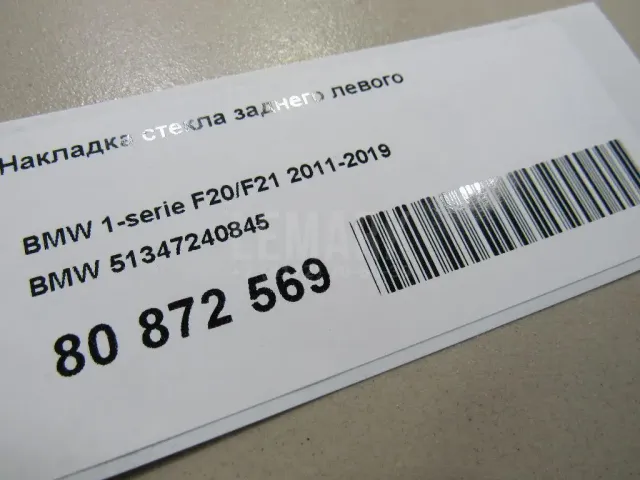 Накладка стекла заднего левого
BMW 1-serie F20/F21 2011-2019
BMW 51347240845
80 872 569